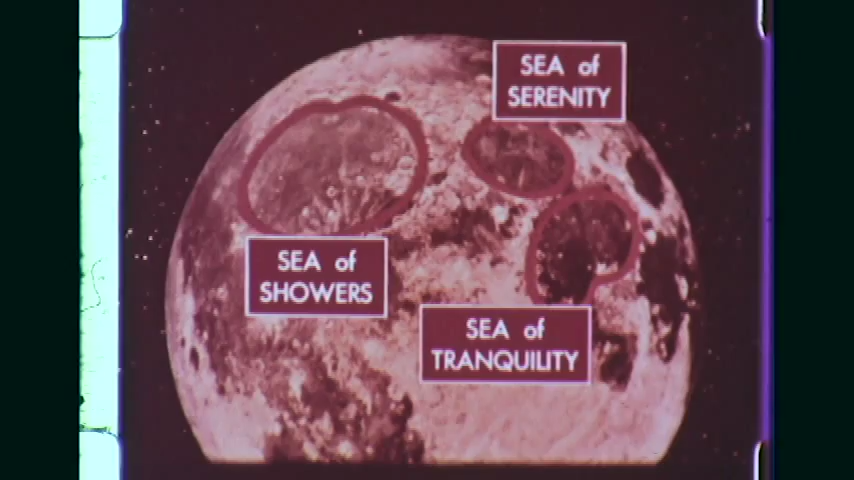 SEA of
SERENITY
SEA of
SHOWERS
SEA of
TRANQUILITY